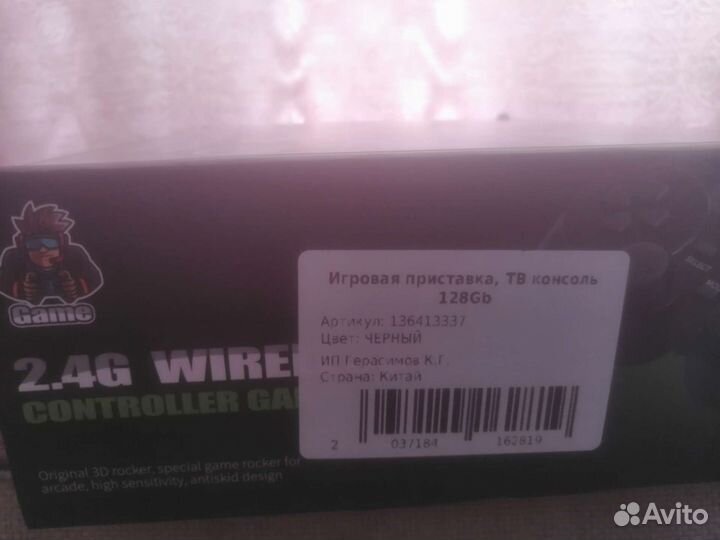 Game
2.4G WIRE
CONTROLLER GA
Original 3D rocker, special game rocker for
arcade, high sensitivity, antiskid design
Игровая приставка, ТВ консоль
128Gb
Артикул: 136413337
Цвет: ЧЕРНЫЙ
ИП Герасимов К.Г.
Страна: Китай
2 037184 162819
SELECT
Avito